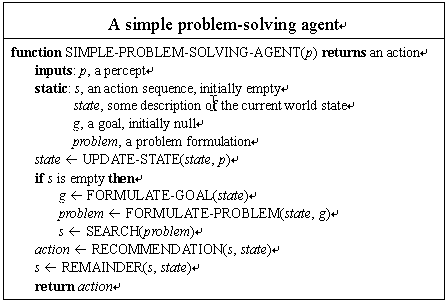 A simple problem-solving agent↵
function SIMPLE-PROBLEM-SOLVING-AGENT(p) returns an action↵
inputs: p, a percept↵
static: s, an action sequence, initially empty↵
state, some description of the current world state↵
g, a goal, initially null↵
problem, a problem formulation↵
state ← UPDATE-STATE(state, p)↵
if s is empty then↵
g ← FORMULATE-GOAL(state)↵
problem ← FORMULATE-PROBLEM(state, g)↵
s ← SEARCH(problem)↵
action ← RECOMMENDATION(s, state)↵
s ← REMAINDER(s, state)↵
return action↵